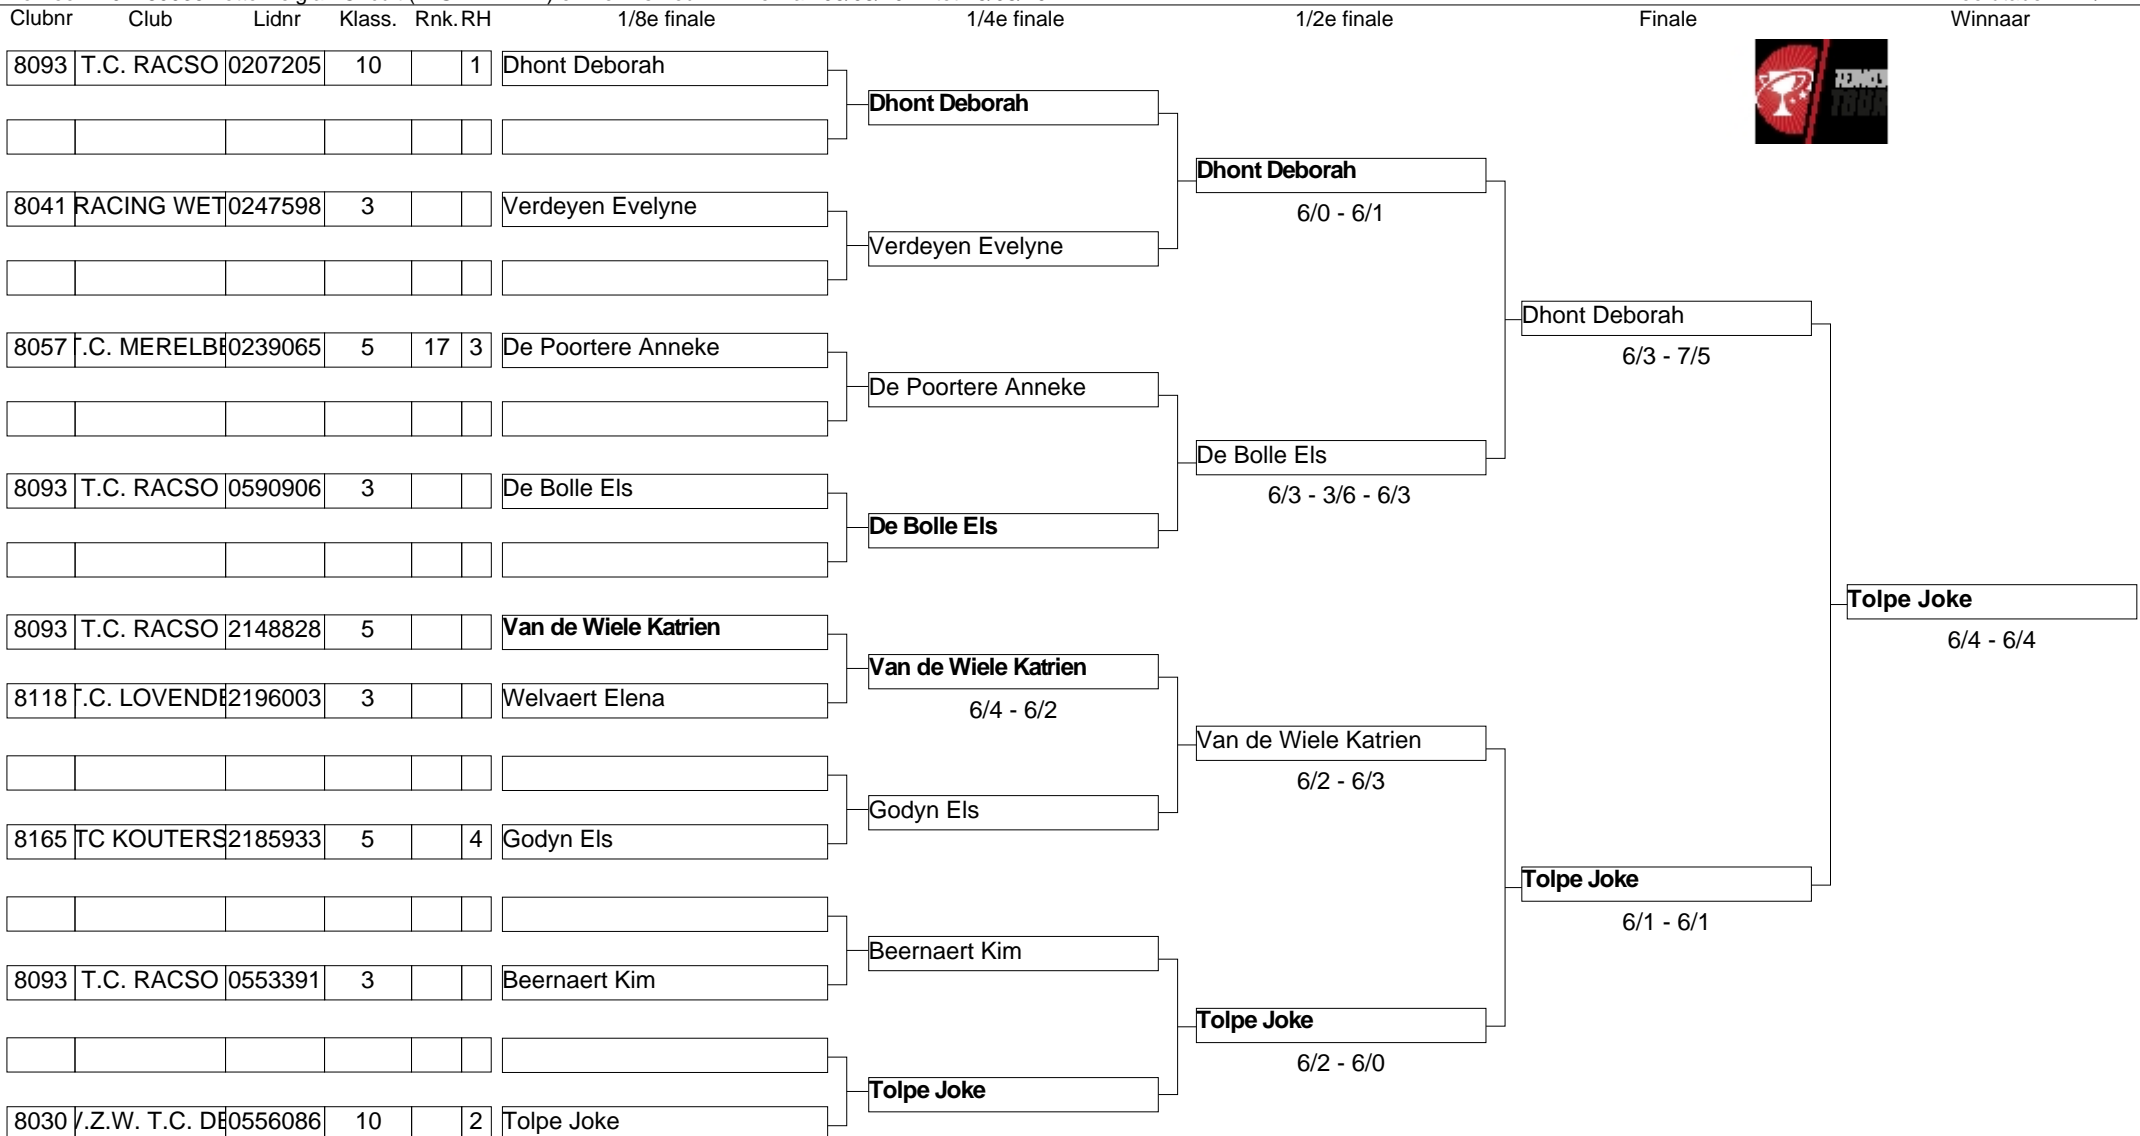 Clubnr Club Lidnr Klass. Rnk. RH 1/8e finale 1/4e finale 1/2e finale Finale Winnaar
8093 T.C. RACSO 0207205 10 1 Dhont Deborah
Dhont Deborah
Dhont Deborah
8041 RACING WET 0247598 3 Verdeyen Evelyne
6/0 - 6/1
Verdeyen Evelyne
Dhont Deborah
8057 T.C. MERELBE 0239065 5 17 3 De Poortere Anneke
6/3 - 7/5
De Poortere Anneke
De Bolle Els
8093 T.C. RACSO 0590906 3 De Bolle Els
6/3 - 3/6 - 6/3
De Bolle Els
Tolpe Joke
8093 T.C. RACSO 2148828 5 Van de Wiele Katrien
6/4 - 6/4
Van de Wiele Katrien
8118 T.C. LOVENDE 2196003 3 Welvaert Elena
6/4 - 6/2
Van de Wiele Katrien
6/2 - 6/3
Godyn Els
8165 TC KOUTERS 2185933 5 4 Godyn Els
Tolpe Joke
6/1 - 6/1
Beernaert Kim
8093 T.C. RACSO 0553391 3 Beernaert Kim
Tolpe Joke
6/2 - 6/0
Tolpe Joke
8030 V.Z.W. T.C. DE 0556086 10 2 Tolpe Joke